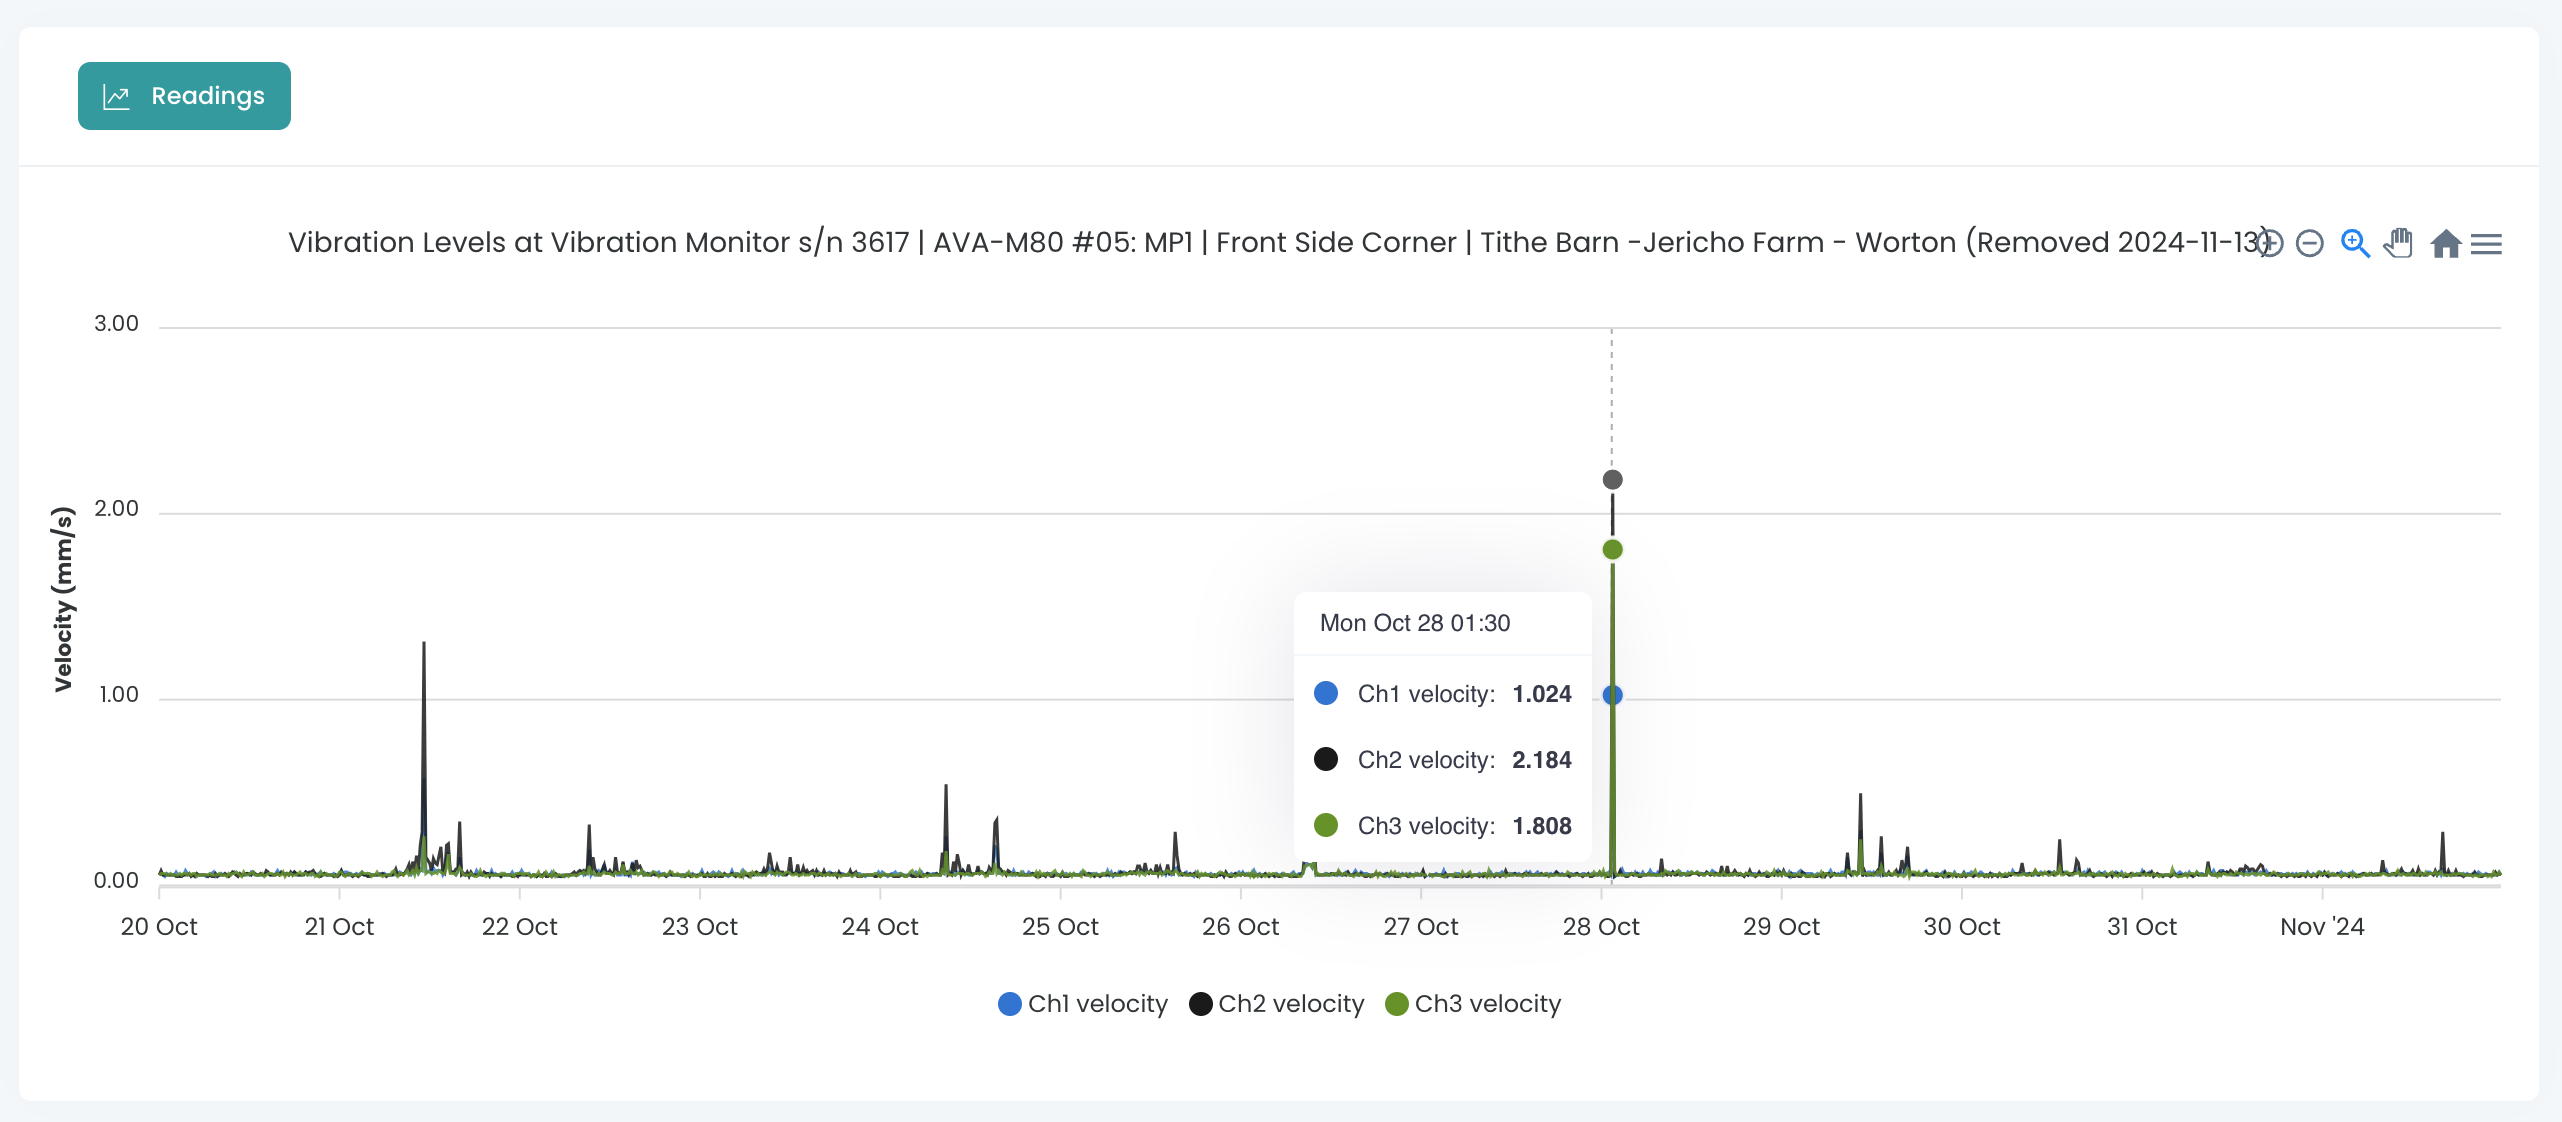 Readings
Vibration Levels at Vibration Monitor s/n 3617 | AVA-M80 #05: MP1 | Front Side Corner | Tithe Barn -Jericho Farm - Worton (Removed 2024-11-13)
3.00
2.00
1.00
0.00
Velocity (mm/s)
Mon Oct 28 01:30
Ch1 velocity: 1.024
Ch2 velocity: 2.184
Ch3 velocity: 1.808
20 Oct 21 Oct 22 Oct 23 Oct 24 Oct 25 Oct 26 Oct 27 Oct 28 Oct 29 Oct 30 Oct 31 Oct Nov '24
Ch1 velocity Ch2 velocity Ch3 velocity